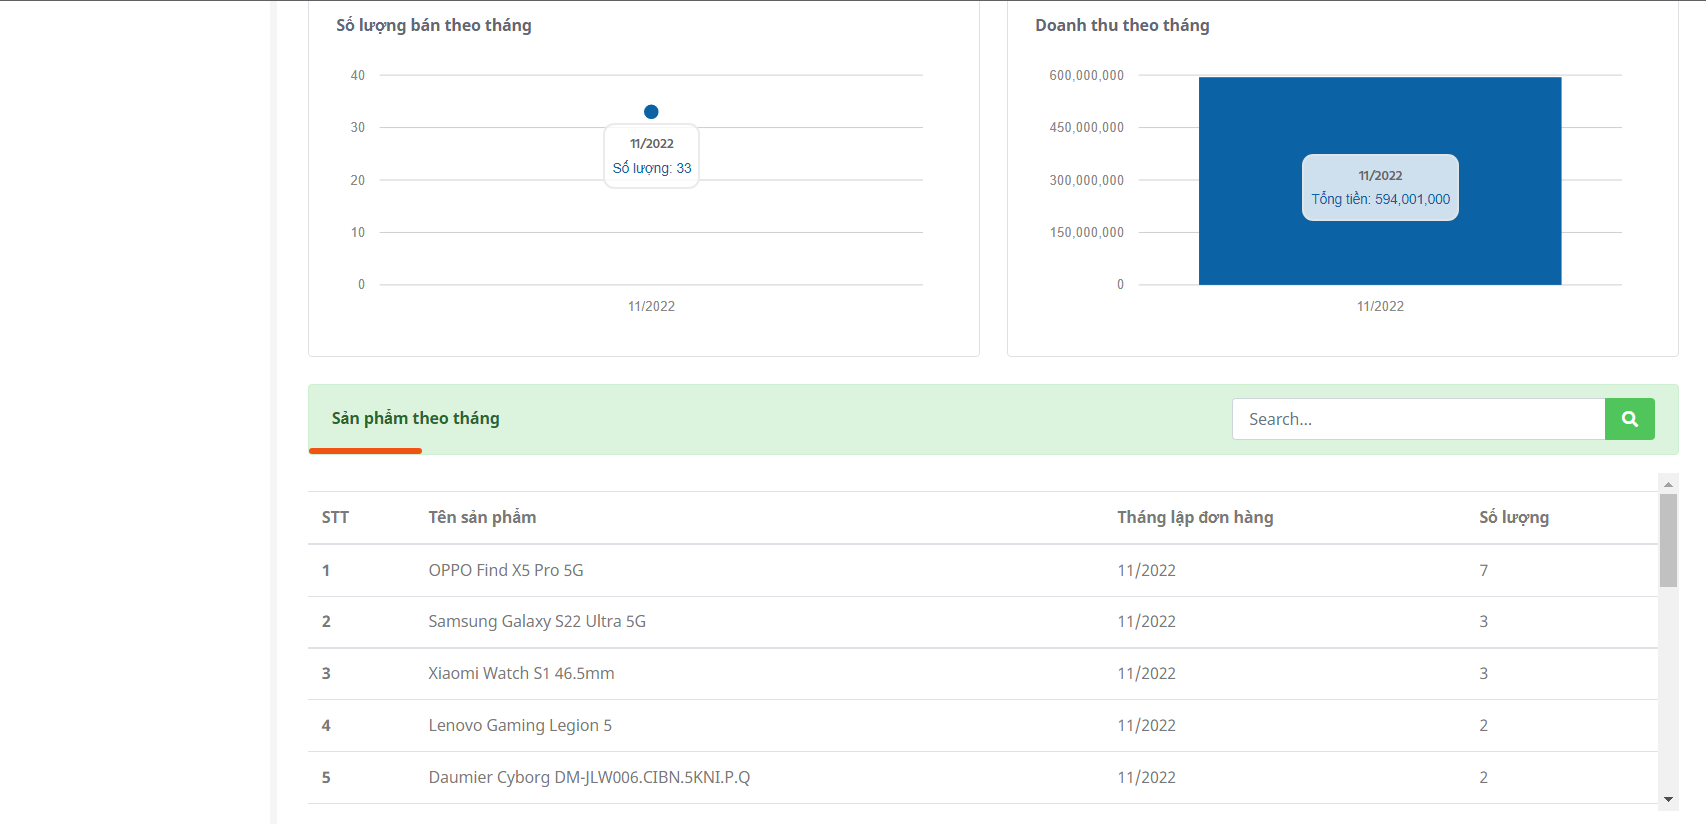 Số lượng bán theo tháng
40
30
20
10
0
11/2022
Số lượng: 33
11/2022
Doanh thu theo tháng
600,000,000
450,000,000
300,000,000
150,000,000
0
11/2022
Tổng tiền: 594,001,000
11/2022
Sản phẩm theo tháng
Search...
STT Tên sản phẩm Tháng lập đơn hàng Số lượng
1 OPPO Find X5 Pro 5G 11/2022 7
2 Samsung Galaxy S22 Ultra 5G 11/2022 3
3 Xiaomi Watch S1 46.5mm 11/2022 3
4 Lenovo Gaming Legion 5 11/2022 2
5 Daumier Cyborg DM-JLW006.CIBN.5KNI.P.Q 11/2022 2